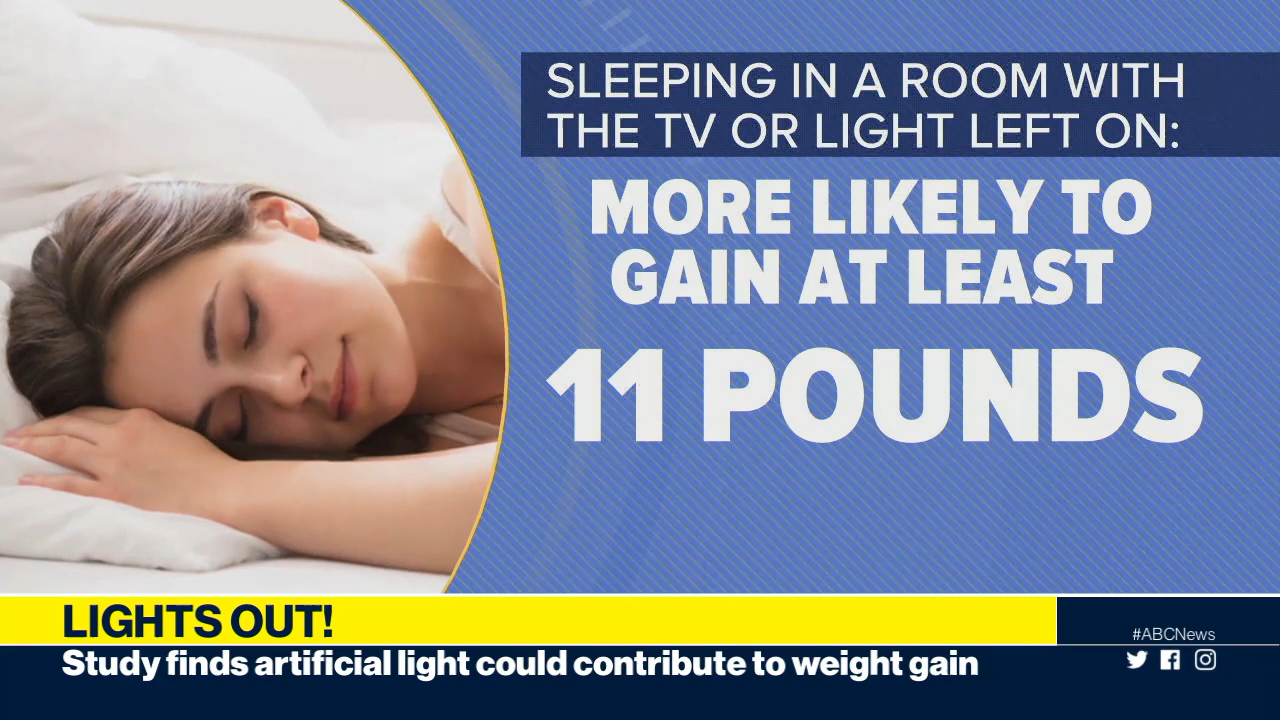 SLEEPING IN A ROOM WITH
THE TV OR LIGHT LEFT ON:
MORE LIKELY TO
GAIN AT LEAST
11 POUNDS
LIGHTS OUT!
Study finds artificial light could contribute to weight gain
#ABCNews